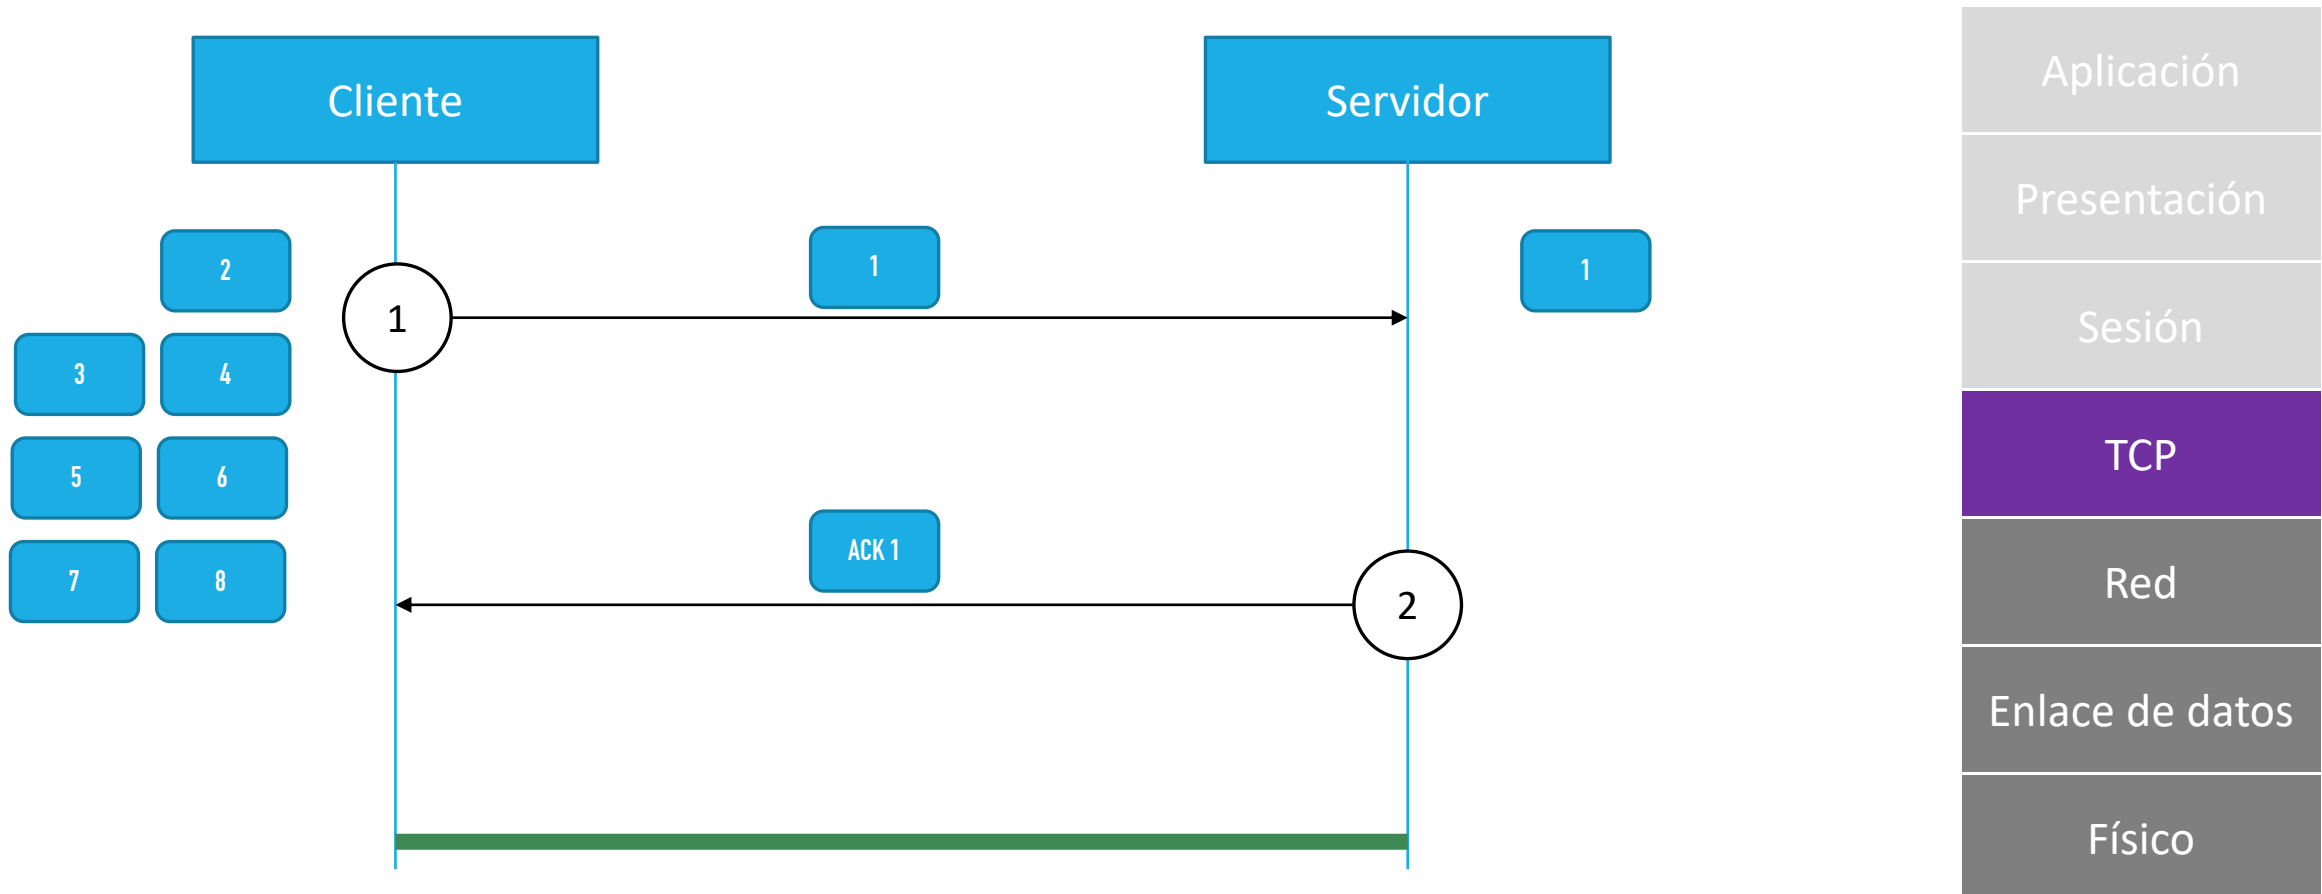 Cliente
Servidor
2
1
1
1
3
4
5
6
7
8
ACK 1
2
Aplicación
Presentación
Sesión
TCP
Red
Enlace de datos
Físico